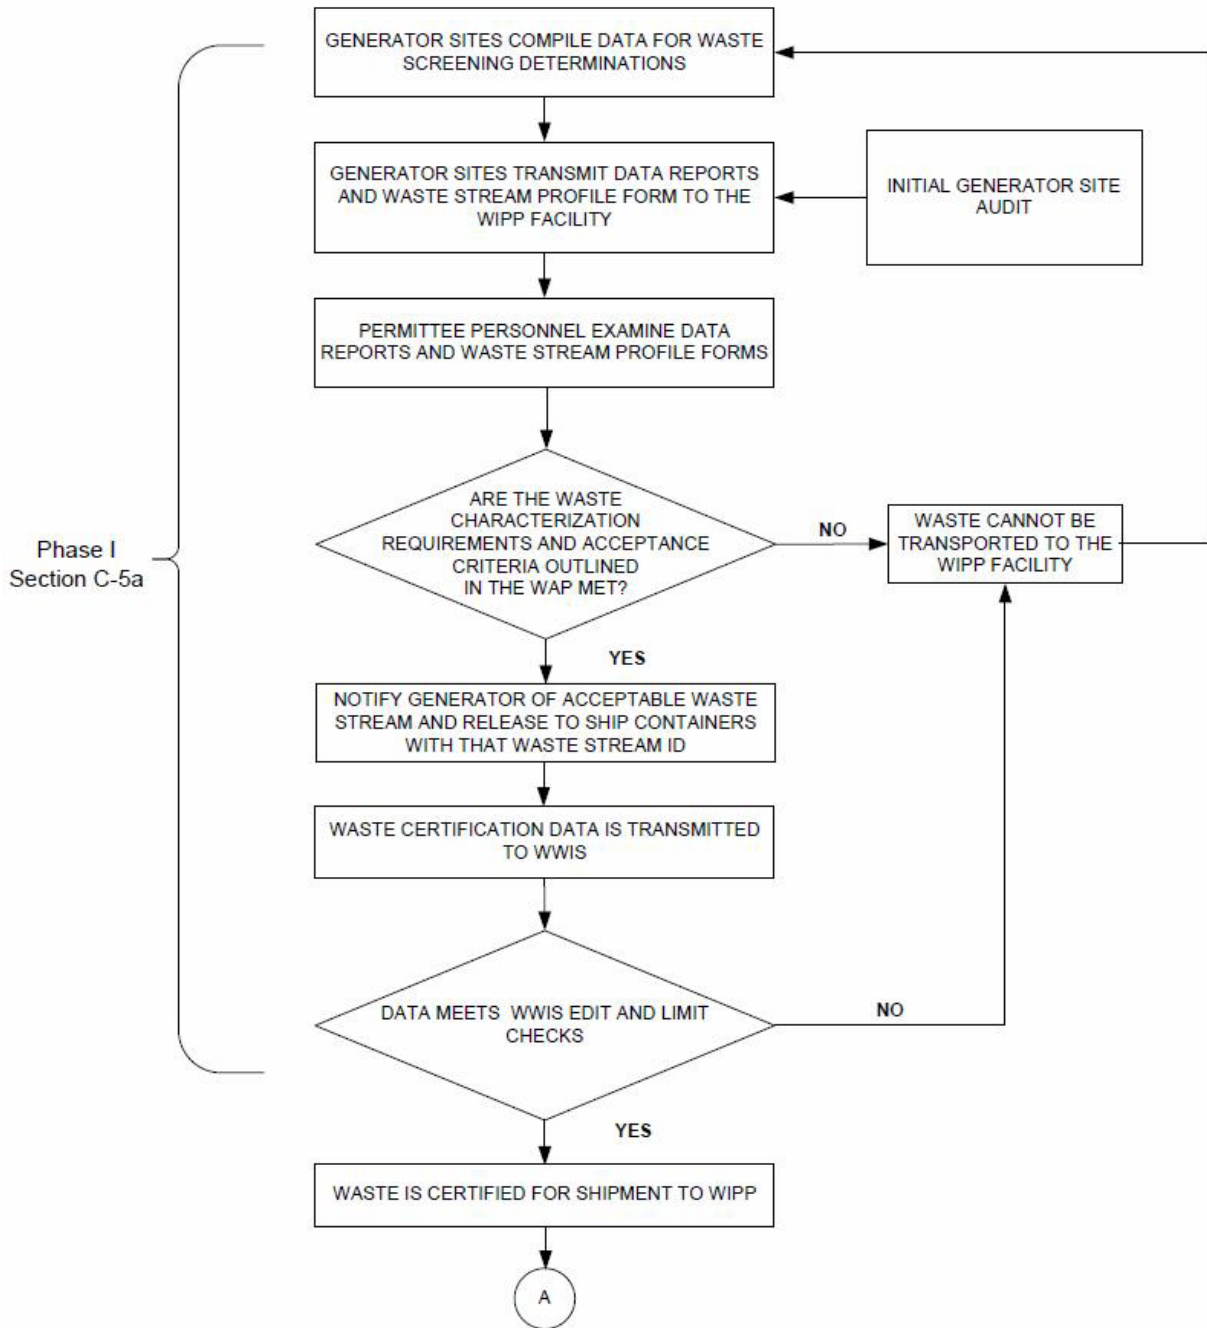 GENERATOR SITES COMPILE DATA FOR WASTE
SCREENING DETERMINATIONS
GENERATOR SITES TRANSMIT DATA REPORTS
AND WASTE STREAM PROFILE FORM TO THE
WIPP FACILITY
INITIAL GENERATOR SITE
AUDIT
PERMITTEE PERSONNEL EXAMINE DATA
REPORTS AND WASTE STREAM PROFILE FORMS
Phase I
Section C-5a
ARE THE WASTE
CHARACTERIZATION
REQUIREMENTS AND ACCEPTANCE
CRITERIA OUTLINED
IN THE WAP MET?
NO
WASTE CANNOT BE
TRANSPORTED TO THE
WIPP FACILITY
YES
NOTIFY GENERATOR OF ACCEPTABLE WASTE
STREAM AND RELEASE TO SHIP CONTAINERS
WITH THAT WASTE STREAM ID
WASTE CERTIFICATION DATA IS TRANSMITTED
TO WWIS
DATA MEETS WWIS EDIT AND LIMIT
CHECKS
NO
YES
WASTE IS CERTIFIED FOR SHIPMENT TO WIPP
A